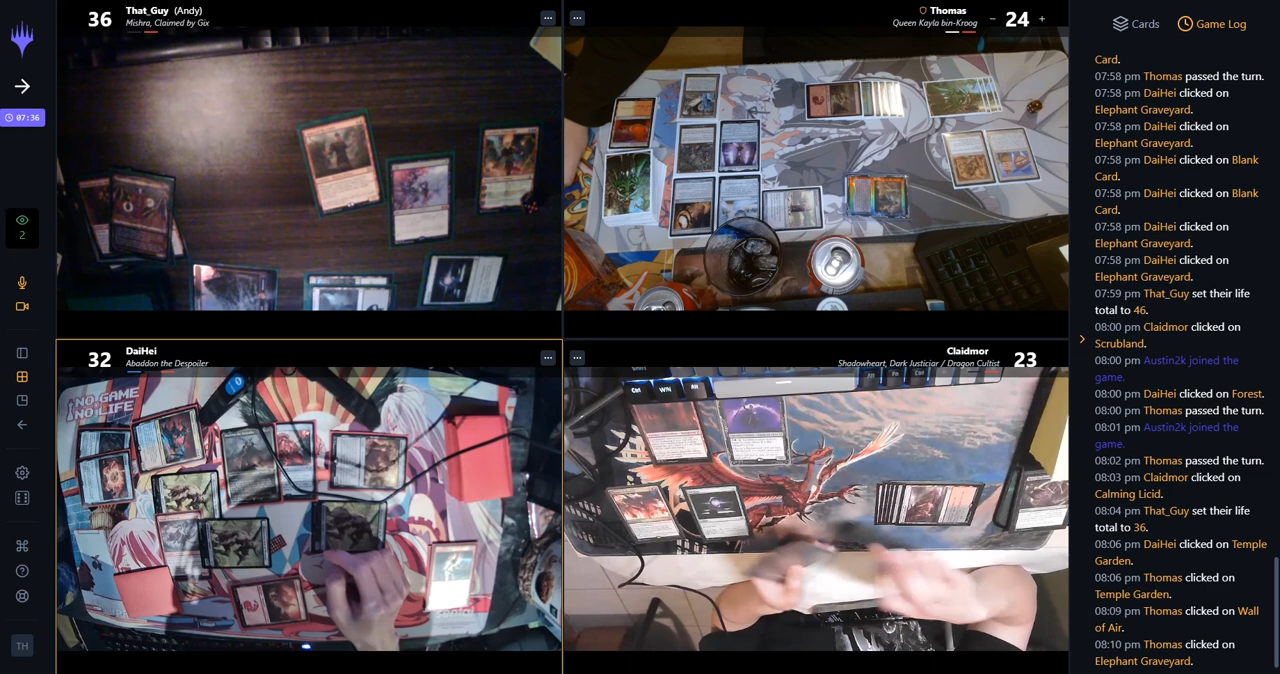 36
That_Guy (Andy)
Mishra, Claimed by Gix
Thomas
Queen Kayla bin-Kroog
− 24 +
07:36
2
32
DaiHei
Abaddon the Despoiler
NO GAME
NO LIFE
Claidmor
Shadowheart, Dark Justiciar / Dragon Cultist
23
Ctrl
WN
Alt
TH
Cards
Game Log
Card.
07:58 pm Thomas passed the turn.
07:58 pm DaiHei clicked on
Elephant Graveyard.
07:58 pm DaiHei clicked on
Elephant Graveyard.
07:58 pm DaiHei clicked on Blank
Card.
07:58 pm DaiHei clicked on Blank
Card.
07:58 pm DaiHei clicked on
Elephant Graveyard.
07:58 pm DaiHei clicked on
Elephant Graveyard.
07:59 pm That_Guy set their life
total to 46.
08:00 pm Claidmor clicked on
Scrubland.
08:00 pm Austin2k joined the
game.
08:00 pm DaiHei clicked on Forest.
08:00 pm Thomas passed the turn.
08:01 pm Austin2k joined the
game.
08:02 pm Thomas passed the turn.
08:03 pm Claidmor clicked on
Calming Licid.
08:04 pm That_Guy set their life
total to 36.
08:06 pm DaiHei clicked on Temple
Garden.
08:06 pm Thomas clicked on
Temple Garden.
08:09 pm Thomas clicked on Wall
of Air.
08:10 pm Thomas clicked on
Elephant Graveyard.